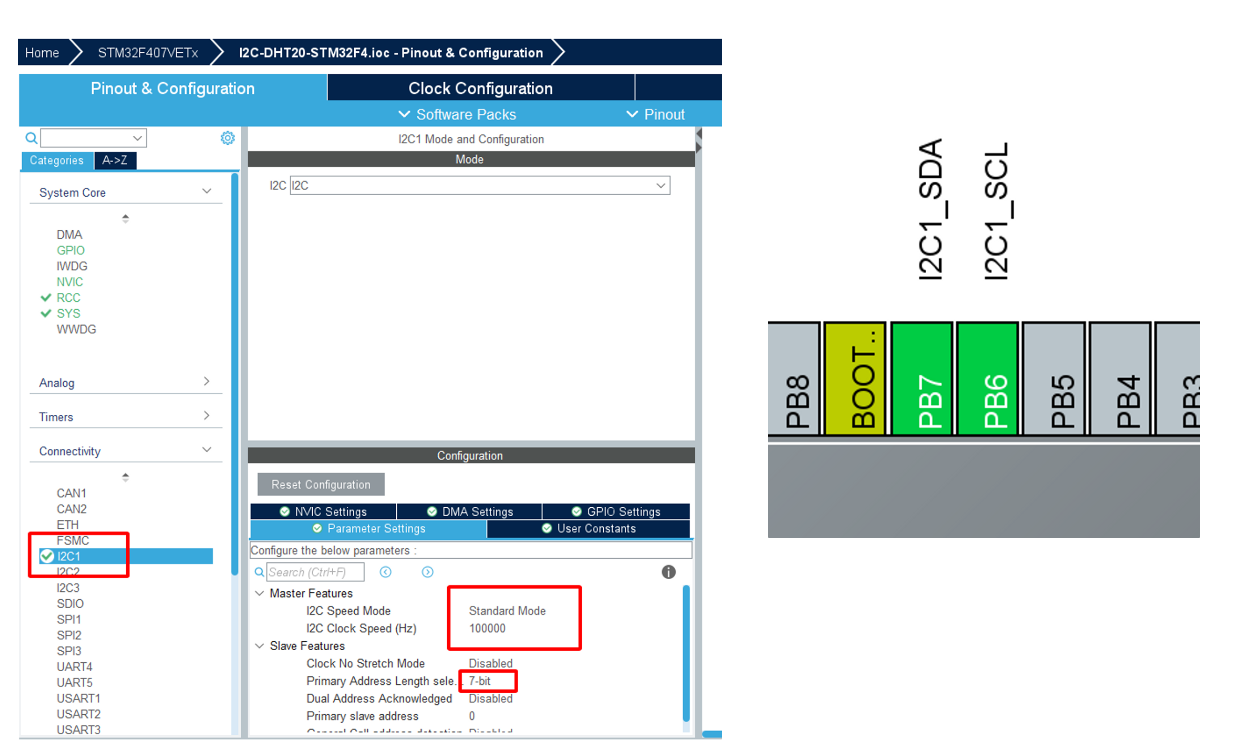 Home
STM32F407VETx
I2C-DHT20-STM32F4.ioc - Pinout & Configuration
Pinout & Configuration
Clock Configuration
Software Packs
Pinout
Categories
A->Z
System Core
DMA
GPIO
IWDG
NVIC
RCC
SYS
WWDG
Analog
Timers
Connectivity
CAN1
CAN2
ETH
FSMC
I2C1
I2C2
I2C3
SDIO
SPI1
SPI2
SPI3
UART4
UART5
USART1
USART2
USART3
I2C1 Mode and Configuration
Mode
I2C I2C
Configuration
Reset Configuration
NVIC Settings
DMA Settings
GPIO Settings
Parameter Settings
User Constants
Configure the below parameters :
Search (Ctrl+F)
Master Features
I2C Speed Mode Standard Mode
I2C Clock Speed (Hz) 100000
Slave Features
Clock No Stretch Mode Disabled
Primary Address Length sele... 7-bit
Dual Address Acknowledged Disabled
Primary slave address 0
General Call address detection Disabled
I2C1_SDA
I2C1_SCL
PB8
BOOT..
PB7
PB6
PB5
PB4
PB3